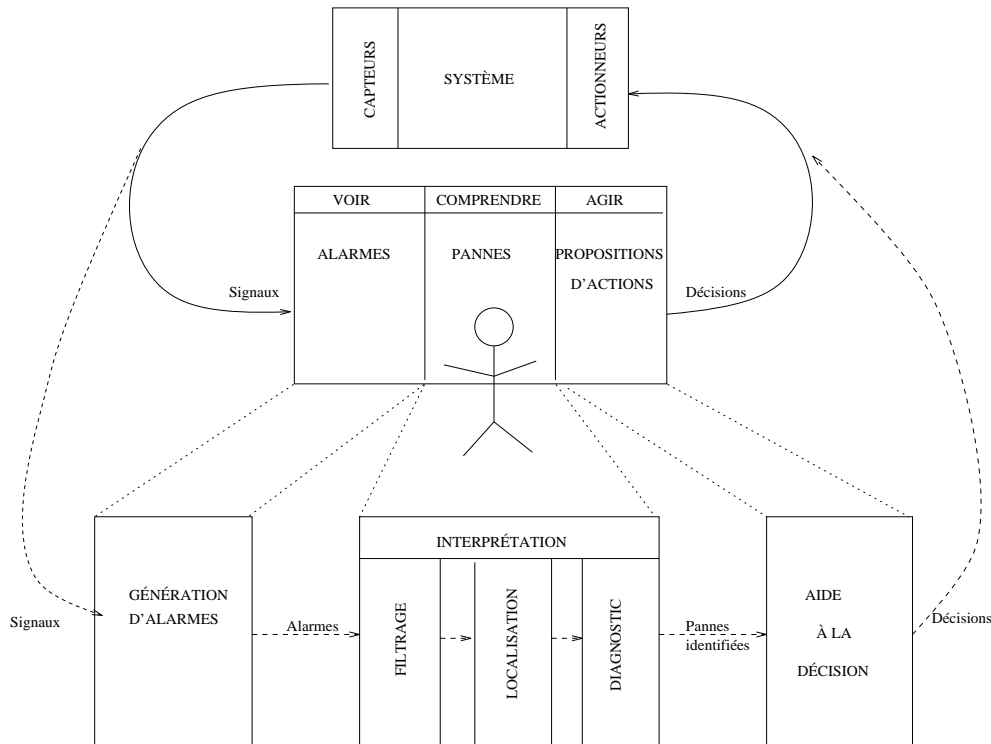 CAPTEURS
SYSTÈME
ACTIONNEURS
VOIR
COMPRENDRE
AGIR
ALARMES
PANNES
PROPOSITIONS
D'ACTIONS
Signaux
Décisions
INTERPRÉTATION
GÉNÉRATION
D'ALARMES
FILTRAGE
LOCALISATION
DIAGNOSTIC
AIDE
À LA
DÉCISION
Signaux
Alarmes
Pannes
identifiées
Décisions